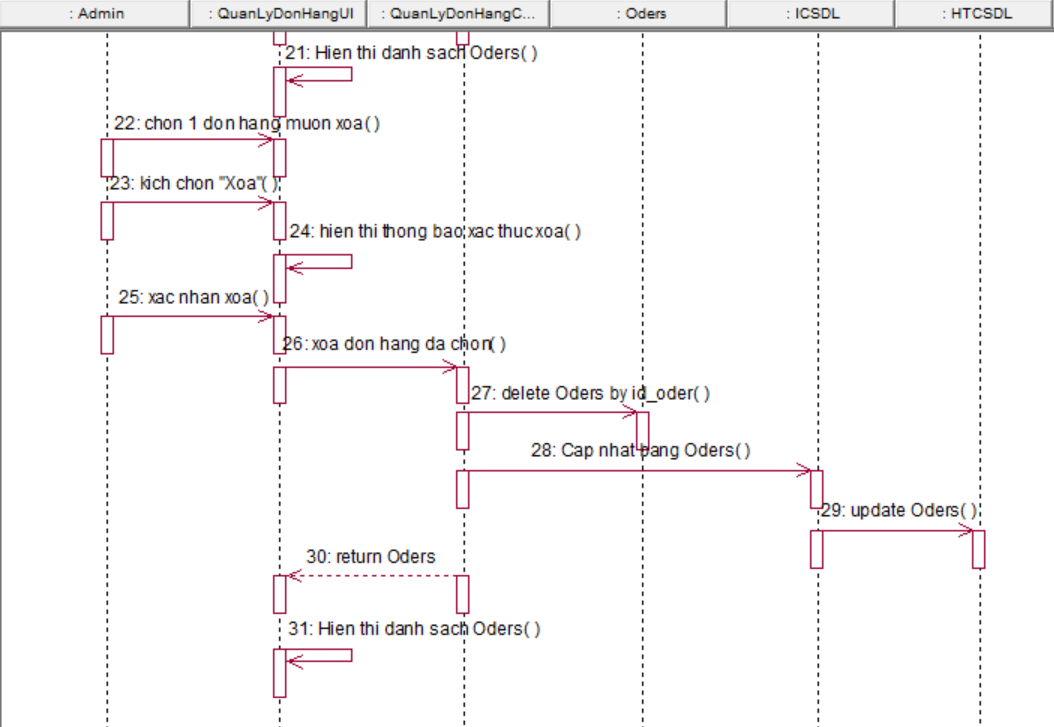 : Admin
: QuanLyDonHangUI
: QuanLyDonHangC...
: Oders
: ICSDL
: HTCSDL
21: Hien thi danh sach Oders( )
22: chon 1 don hang muon xoa( )
23: kich chon "Xoa"( )
24: hien thi thong bao xac thuc xoa( )
25: xac nhan xoa( )
26: xoa don hang da chon( )
27: delete Oders by id_oder( )
28: Cap nhat bang Oders( )
29: update Oders( )
30: return Oders
31: Hien thi danh sach Oders( )